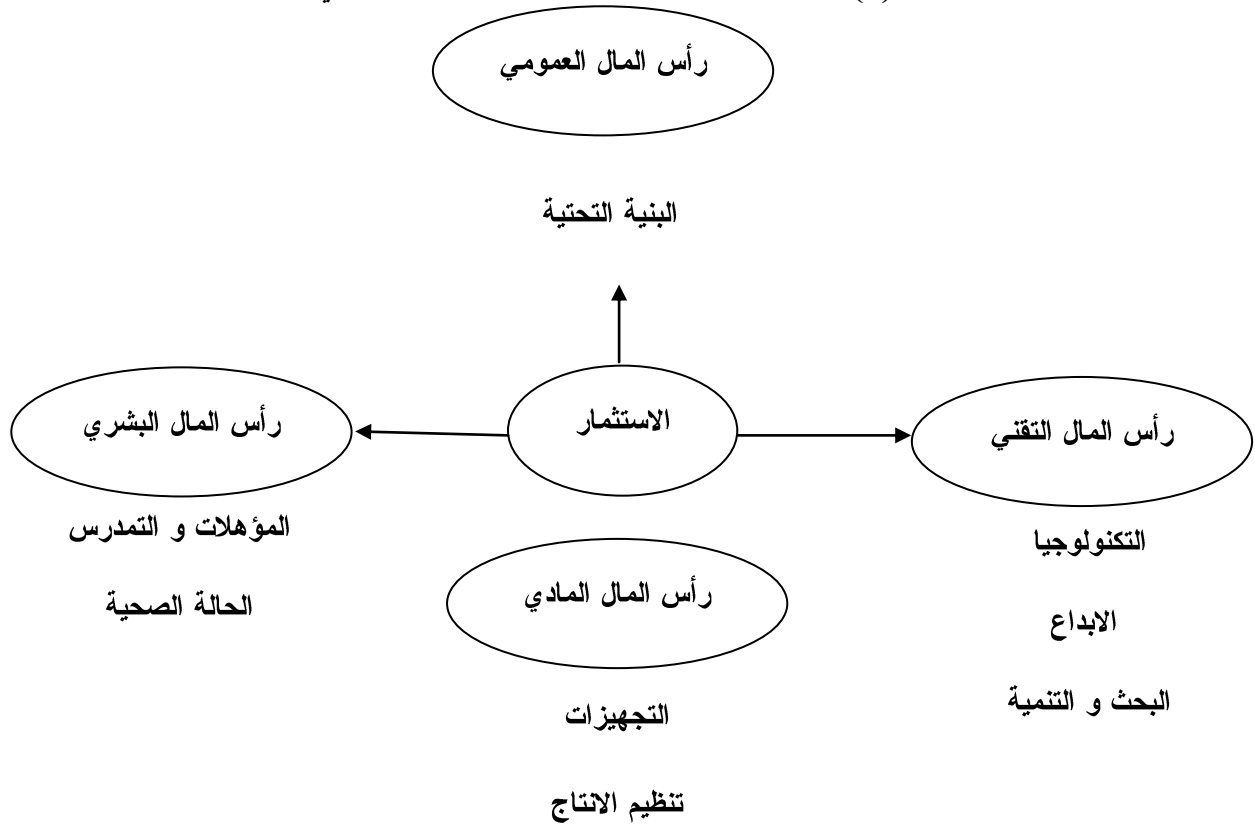 رأس المال العمومي
البنية التحتية
رأس المال التقني
الاستثمار
رأس المال البشري
التكنولوجيا
الابداع
البحث و التنمية
رأس المال المادي
التجهيزات
تنظيم الانتاج
المؤهلات و التمدرس
الحالة الصحية